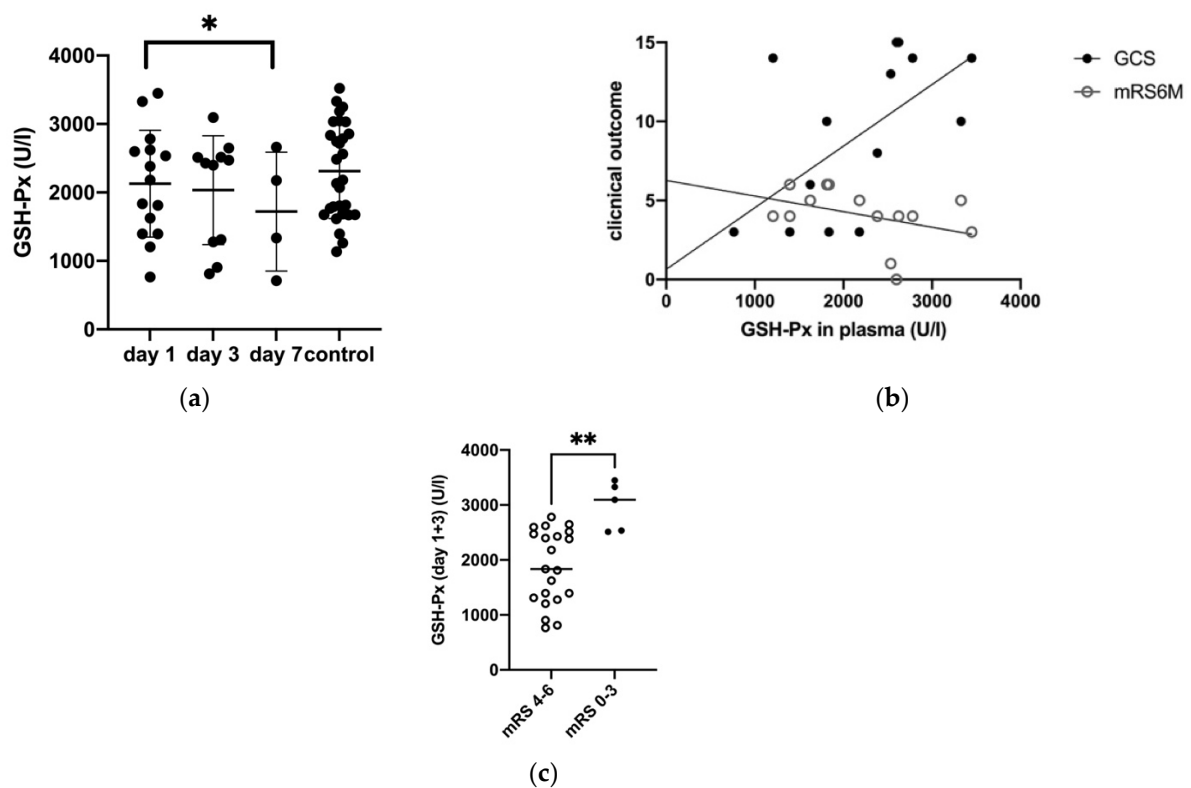 *
4000
3000
2000
1000
0
GSH-Px (U/l)
day 1 day 3 day 7 control
(a)
15
10
5
0
clicnical outcome
0 1000 2000 3000 4000
GSH-Px in plasma (U/l)
GCS
mRS6M
(b)
**
4000
3000
2000
1000
0
GSH-Px (day 1+3) (U/l)
mRS 4-6
mRS 0-3
(c)